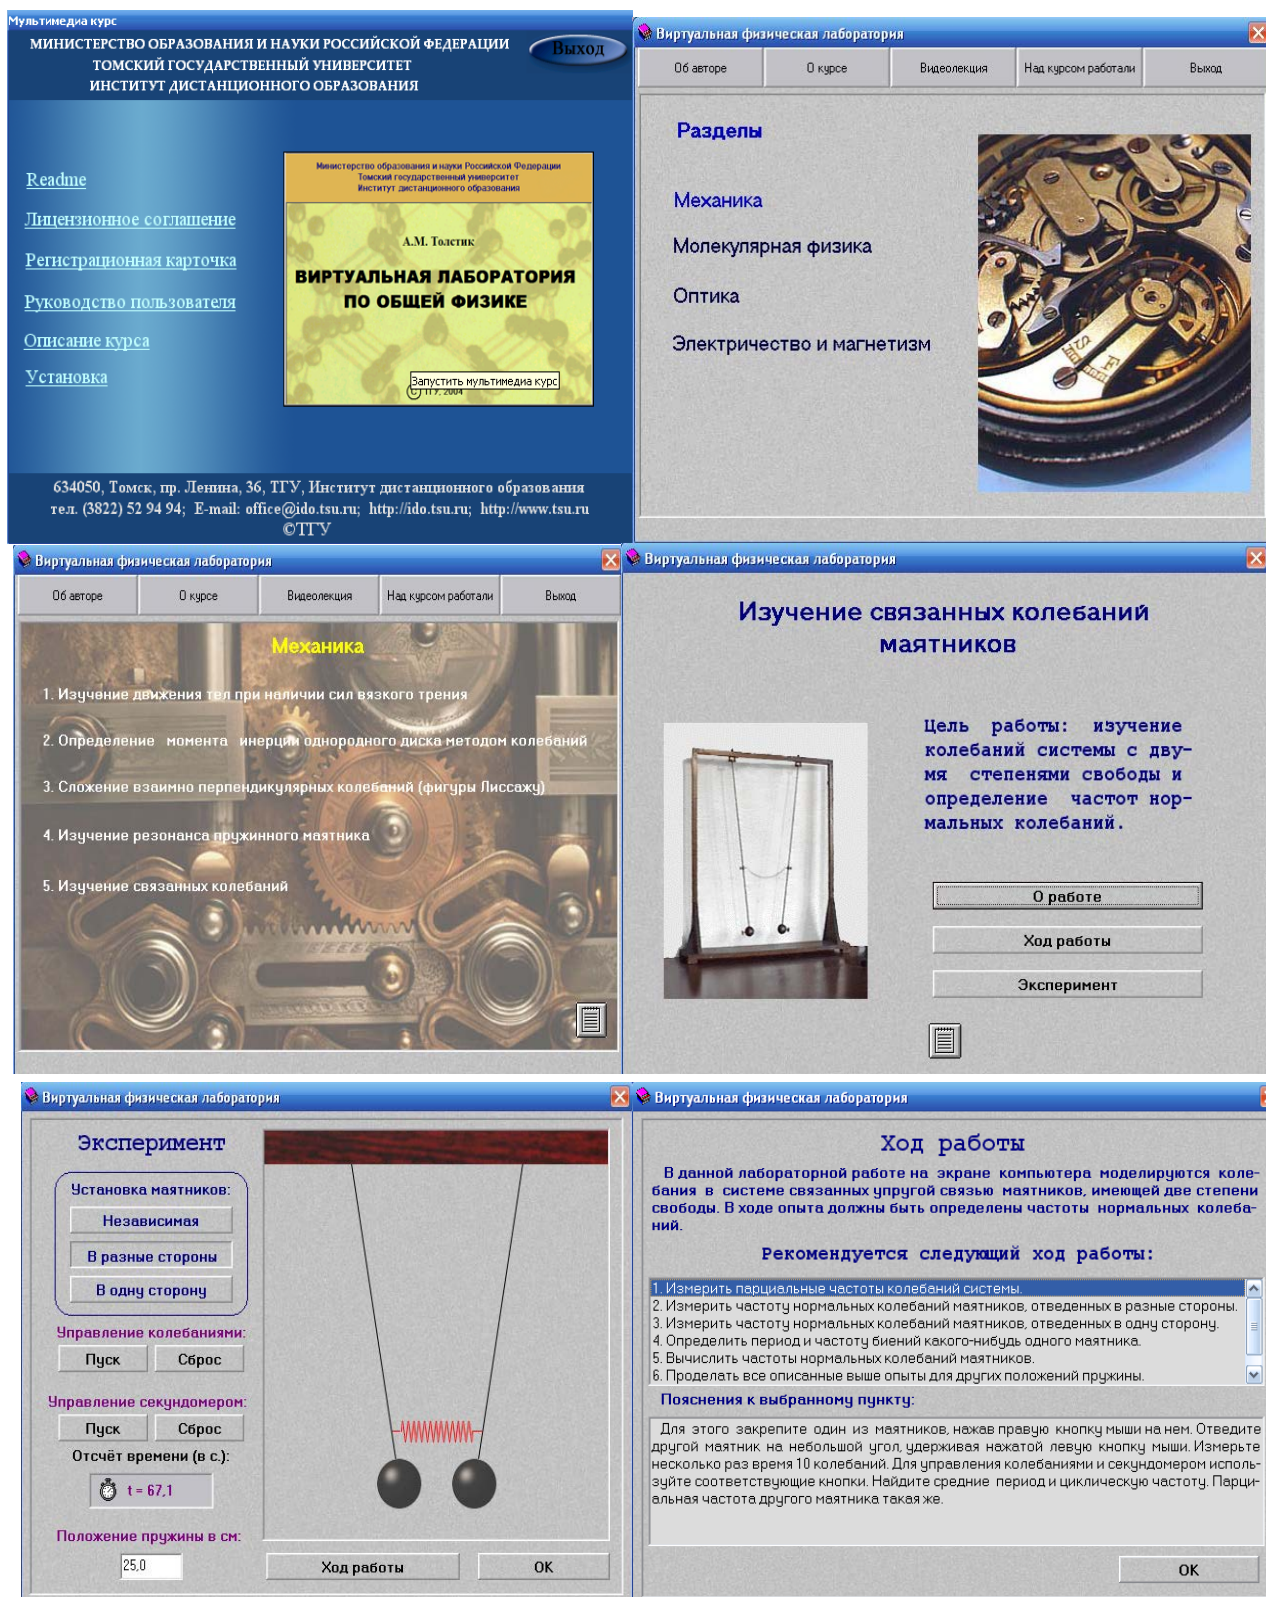 Мультимедиа курс
МИНИСТЕРСТВО ОБРАЗОВАНИЯ И НАУКИ РОССИЙСКОЙ ФЕДЕРАЦИИ
ТОМСКИЙ ГОСУДАРСТВЕННЫЙ УНИВЕРСИТЕТ
ИНСТИТУТ ДИСТАНЦИОННОГО ОБРАЗОВАНИЯ
Выход
Readme
Лицензионное соглашение
Регистрационная карточка
Руководство пользователя
Описание курса
Установка
Министерство образования и науки Российской Федерации
Томский государственный университет
Институт дистанционного образования
А.М. Толстик
ВИРТУАЛЬНАЯ ЛАБОРАТОРИЯ
ПО ОБЩЕЙ ФИЗИКЕ
Запустить мультимедиа курс
© ТГУ, 2004
634050, Томск, пр. Ленина, 36, ТГУ, Институт дистанционного образования
тел. (3822) 52 94 94; E-mail: office@ido.tsu.ru; http://ido.tsu.ru; http://www.tsu.ru
©ТГУ
Виртуальная физическая лаборатория
Об авторе
О курсе
Видеолекция
Над курсом работали
Выход
Разделы
Механика
Молекулярная физика
Оптика
Электричество и магнетизм
Виртуальная физическая лаборатория
Об авторе
О курсе
Видеолекция
Над курсом работали
Выход
Механика
1. Изучение движения тел при наличии сил вязкого трения
2. Определение момента инерции однородного диска методом колебаний
3. Сложение взаимно перпендикулярных колебаний (фигуры Лиссажу)
4. Изучение резонанса пружинного маятника
5. Изучение связанных колебаний
Виртуальная физическая лаборатория
Изучение связанных колебаний
маятников
Цель работы: изучение
колебаний системы с дву-
мя степенями свободы и
определение частот нор-
мальных колебаний.
О работе
Ход работы
Эксперимент
Виртуальная физическая лаборатория
Эксперимент
Установка маятников:
Независимая
В разные стороны
В одну сторону
Управление колебаниями:
Пуск
Сброс
Управление секундомером:
Пуск
Сброс
Отсчёт времени (в с.):
t = 67,1
Положение пружины в см:
25,0
Ход работы
OK
Виртуальная физическая лаборатория
Ход работы
В данной лабораторной работе на экране компьютера моделируются коле-
бания в системе связанных упругой связью маятников, имеющей две степени
свободы. В ходе опыта должны быть определены частоты нормальных колеба-
ний.
Рекомендуется следующий ход работы:
1. Измерить парциальные частоты колебаний системы.
2. Измерить частоту нормальных колебаний маятников, отведенных в разные стороны.
3. Измерить частоту нормальных колебаний маятников, отведенных в одну сторону.
4. Определить период и частоту биений какого-нибудь одного маятника.
5. Вычислить частоты нормальных колебаний маятников.
6. Проделать все описанные выше опыты для других положений пружины.
Пояснения к выбранному пункту:
Для этого закрепите один из маятников, нажав правую кнопку мыши на нем. Отведите
другой маятник на небольшой угол, удерживая нажатой левую кнопку мыши. Измерьте
несколько раз время 10 колебаний. Для управления колебаниями и секундомером исполь-
зуйте соответствующие кнопки. Найдите средние период и циклическую частоту. Парци-
альная частота другого маятника такая же.
OK